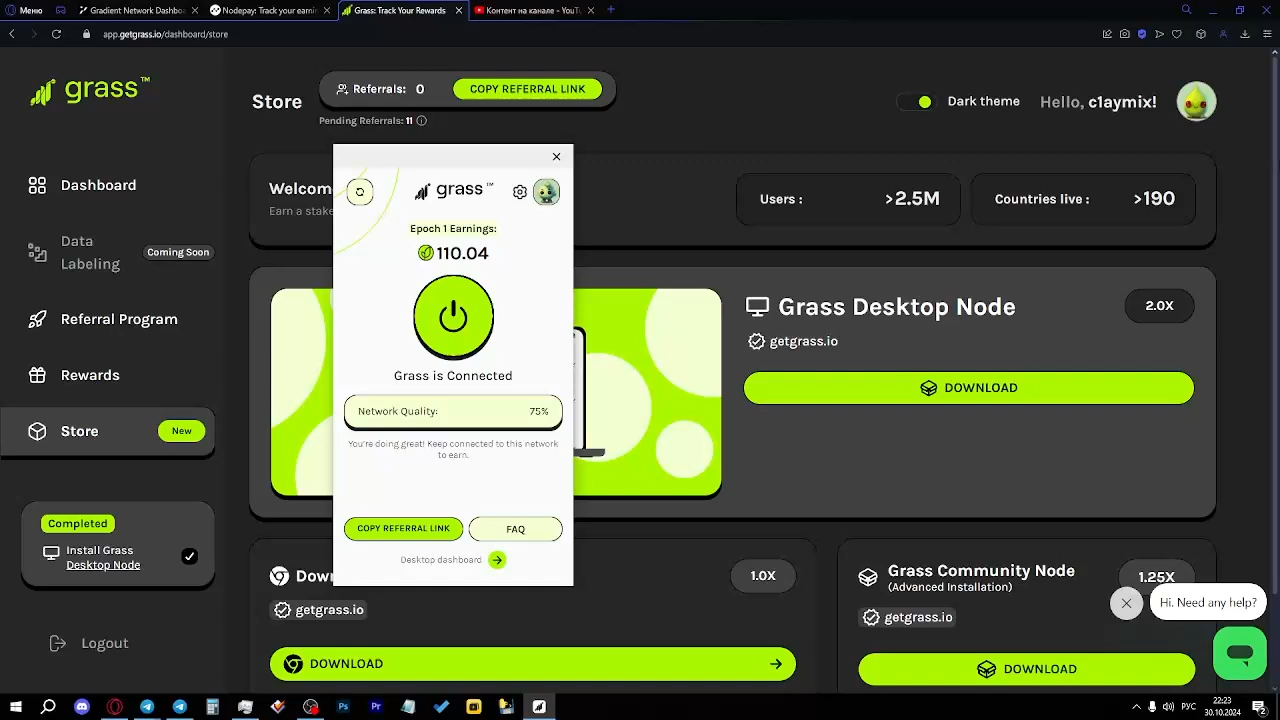 Меню
Gradient Network Dashboa
Nodepay: Track your earnin
Grass: Track Your Rewards
Контент на канале - YouTu
app.getgrass.io/dashboard/store
grass™
Store
Referrals: 0
COPY REFERRAL LINK
Pending Referrals: 11
Dark theme
Hello, c1aymix!
Dashboard
Data
Labeling
Coming Soon
Referral Program
Rewards
Store
New
Completed
Install Grass
Desktop Node
Logout
Welcom
Earn a stake
Users :
>2.5M
Countries live :
>190
grass™
Epoch 1 Earnings:
110.04
Grass is Connected
Network Quality:
75%
You're doing great! Keep connected to this network
to earn.
COPY REFERRAL LINK
FAQ
Desktop dashboard
Grass Desktop Node
2.0X
getgrass.io
DOWNLOAD
Dow
1.0X
getgrass.io
DOWNLOAD
Grass Community Node
(Advanced Installation)
1.25X
getgrass.io
DOWNLOAD
Hi. Need any help?
РУС
22:23
30.10.2024